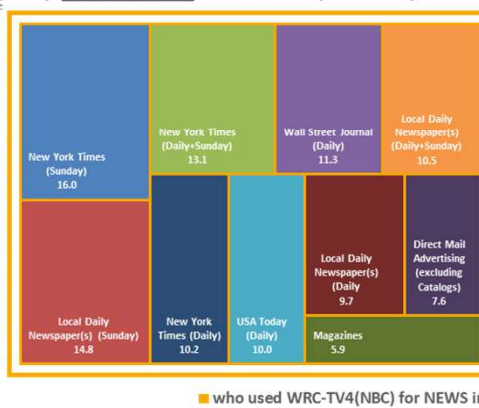 New York Times
(Sunday)
16.0
New York Times
(Daily+Sunday)
13.1
Wall Street Journal
(Daily)
11.3
Local Daily
Newspaper(s)
(Daily+Sunday)
10.5
Local Daily
Newspaper(s) (Sunday)
14.8
New York
Times (Daily)
10.2
USA Today
(Daily)
10.0
Local Daily
Newspaper(s)
(Daily
9.7
Direct Mail
Advertising
(excluding
Catalogs)
7.6
Magazines
5.9
who used WRC-TV4(NBC) for NEWS in